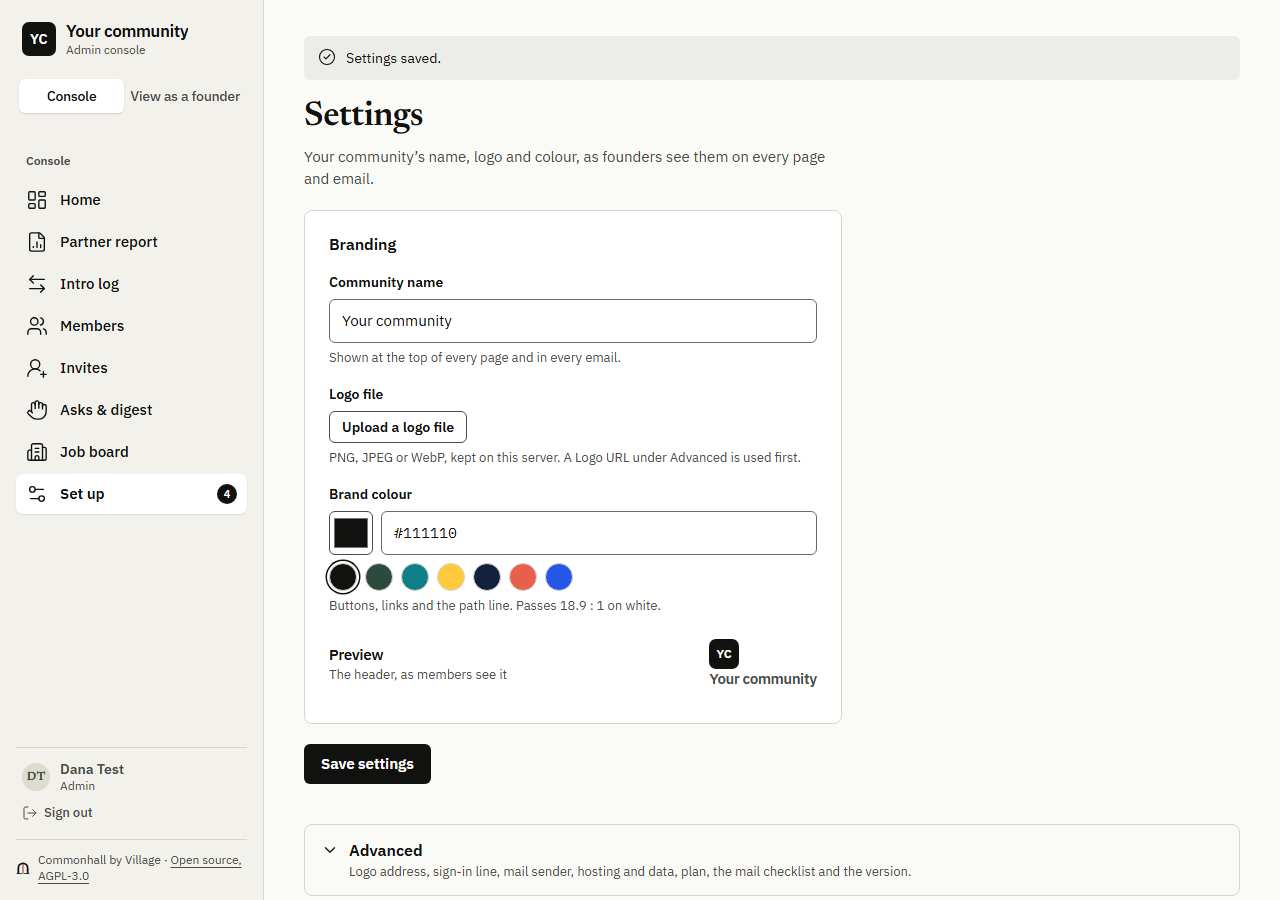 YC
Your community
Admin console
Console
View as a founder
Console
Home
Partner report
Intro log
Members
Invites
Asks & digest
Job board
Set up
4
DT
Dana Test
Admin
Sign out
Commonhall by Village · Open source,
AGPL-3.0
Settings saved.
Settings
Your community’s name, logo and colour, as founders see them on every page
and email.
Branding
Community name
Your community
Shown at the top of every page and in every email.
Logo file
Upload a logo file
PNG, JPEG or WebP, kept on this server. A Logo URL under Advanced is used first.
Brand colour
#111110
Buttons, links and the path line. Passes 18.9 : 1 on white.
Preview
The header, as members see it
YC
Your community
Save settings
Advanced
Logo address, sign-in line, mail sender, hosting and data, plan, the mail checklist and the version.